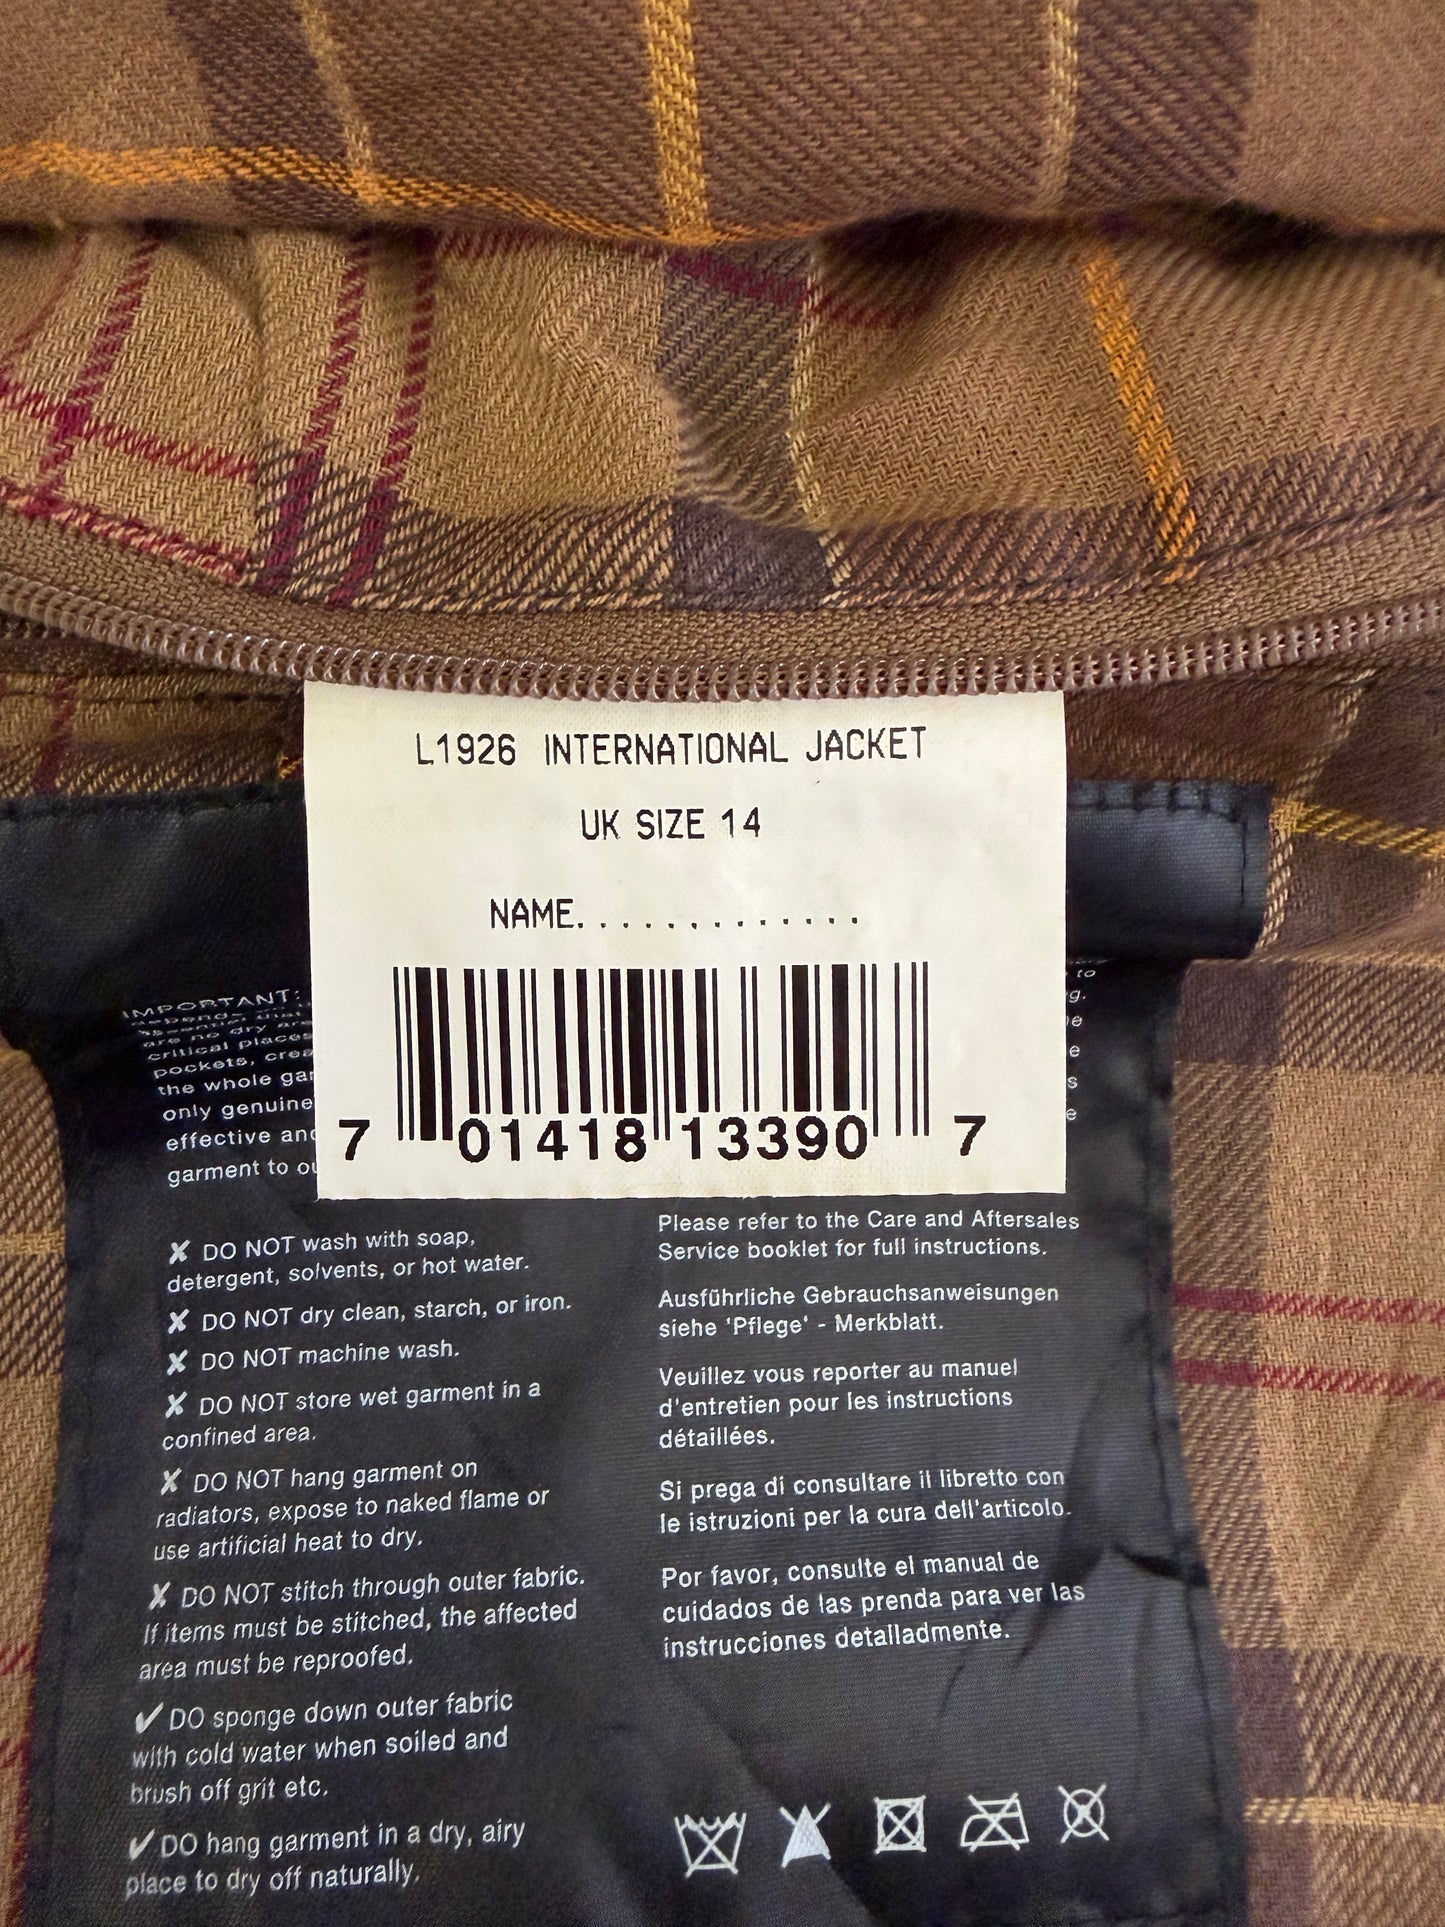 L1926 INTERNATIONAL JACKET
UK SIZE 14
NAME.............
7 01418 13390 7
IMPORTANT:
are no dry are
critical places
pockets, crea
the whole gar
only genuine
effective and
garment to ou
to
g.
e
s
e
✗ DO NOT wash with soap,
detergent, solvents, or hot water.
✗ DO NOT dry clean, starch, or iron.
✗ DO NOT machine wash.
✗ DO NOT store wet garment in a
confined area.
✗ DO NOT hang garment on
radiators, expose to naked flame or
use artificial heat to dry.
✗ DO NOT stitch through outer fabric.
If items must be stitched, the affected
area must be reproofed.
✓ DO sponge down outer fabric
with cold water when soiled and
brush off grit etc.
✓ DO hang garment in a dry, airy
place to dry off naturally.
Please refer to the Care and Aftersales
Service booklet for full instructions.
Ausführliche Gebrauchsanweisungen
siehe 'Pflege' - Merkblatt.
Veuillez vous reporter au manuel
d'entretien pour les instructions
détaillées.
Si prega di consultare il libretto con
le istruzioni per la cura dell'articolo.
Por favor, consulte el manual de
cuidados de las prenda para ver las
instrucciones detalladmente.